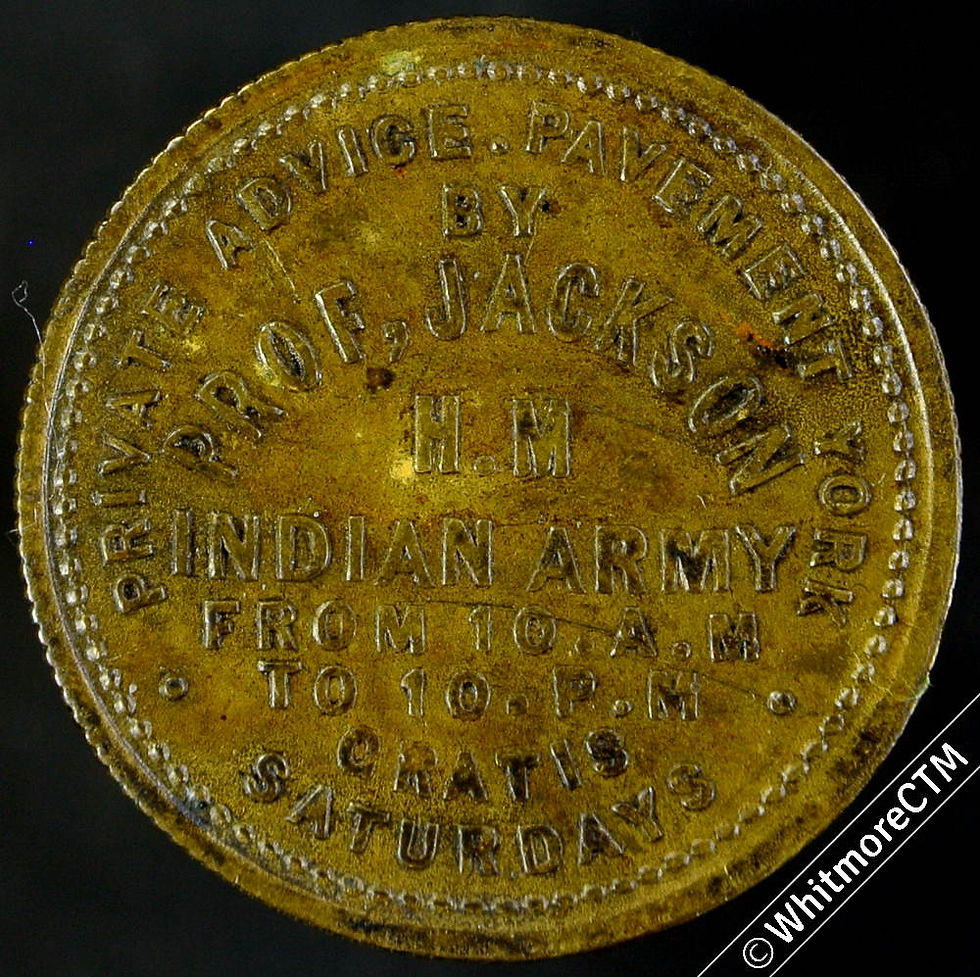 PRIVATE ADVICE. PAVEMENT YORK
BY
PROF, JACKSON
H.M
INDIAN ARMY
FROM 10.A.M
TO 10.P.M
GRATIS
SATURDAYS
©WhitmoreCTM